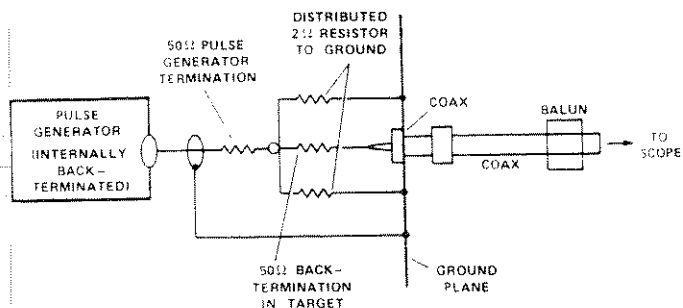 DISTRIBUTED
2Ω RESISTOR
TO GROUND
50Ω PULSE
GENERATOR
TERMINATION
COAX
BALUN
PULSE
GENERATOR
(INTERNALLY
BACK-
TERMINATED)
TO
SCOPE
COAX
50Ω BACK-
TERMINATION
IN TARGET
GROUND
PLANE